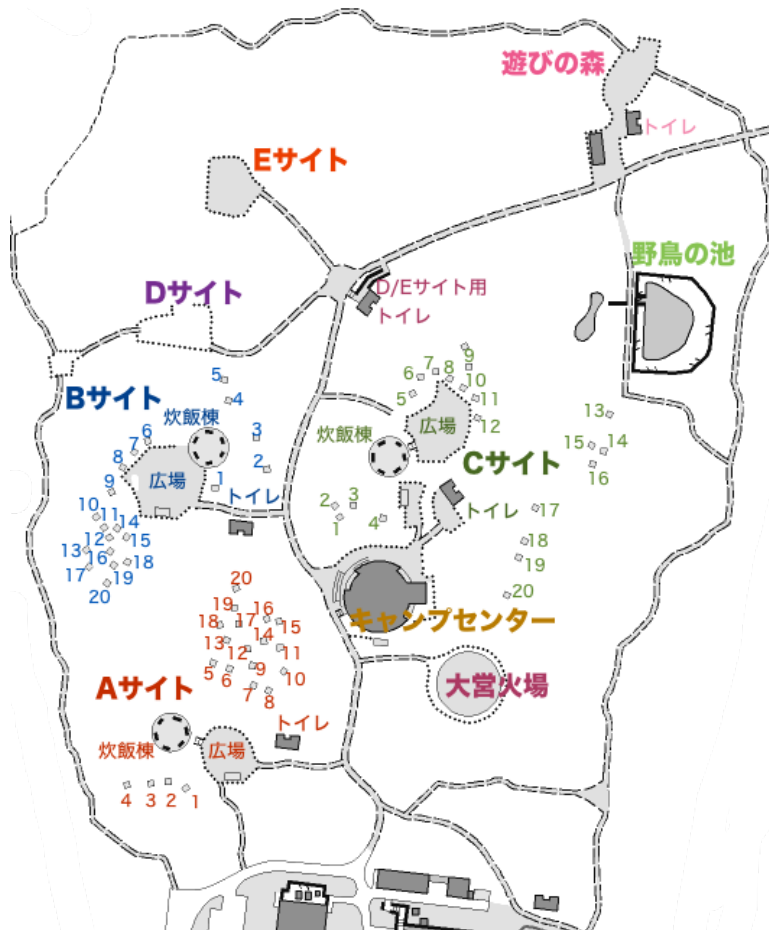 遊びの森
トイレ
Eサイト
野鳥の池
D/Eサイト用
トイレ
Dサイト
Bサイト
炊飯棟
広場
トイレ
5
4
3
2
1
6
7
8
9
10
11
14
12
15
13
16
18
17
19
20
炊飯棟
広場
Cサイト
トイレ
9
7
8
6
10
5
11
12
13
15
14
16
2
3
1
4
17
18
19
20
キャンプセンター
大営火場
20
19
16
18
17
15
14
13
12
11
5
6
9
10
7
8
Aサイト
トイレ
炊飯棟
広場
4
3
2
1